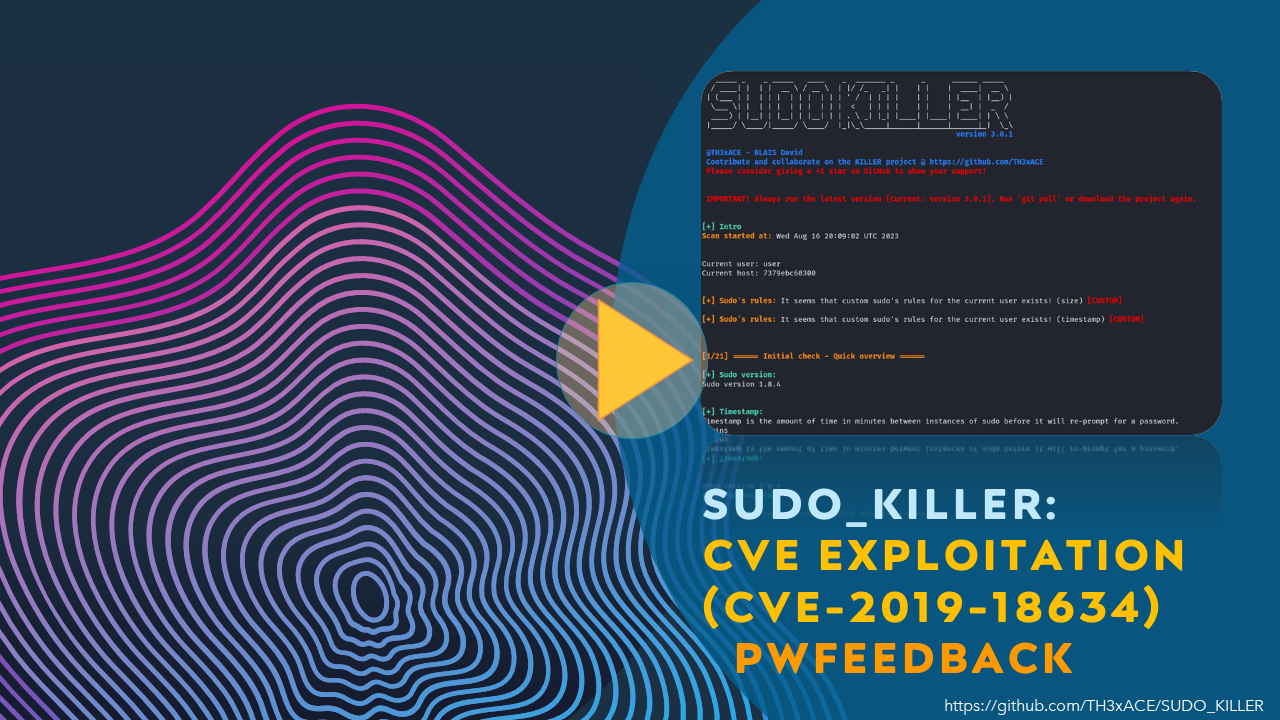 SUDOKILLER
version 3.0.1
@TH3xACE - BLAIS David
Contribute and collaborate on the KILLER project @ https://github.com/TH3xACE
Please consider giving a +1 star on GitHub to show your support!
IMPORTANT! Always run the latest version [Current: version 3.0.1]. Run 'git pull' or download the project again.
[+] Intro
Scan started at: Wed Aug 16 20:09:02 UTC 2023
Current user: user
Current host: 7379ebc60300
[+] Sudo's rules: It seems that custom sudo's rules for the current user exists! (size) [CUSTOM]
[+] Sudo's rules: It seems that custom sudo's rules for the current user exists! (timestamp) [CUSTOM]
[1/21] ====== Initial check - Quick overview ======
[+] Sudo version:
Sudo version 1.8.4
[+] Timestamp:
Timestamp is the amount of time in minutes between instances of sudo before it will re-prompt for a password.
SUDO_KILLER:
CVE EXPLOITATION
(CVE-2019-18634)
PWFEEDBACK
https://github.com/TH3xACE/SUDO_KILLER